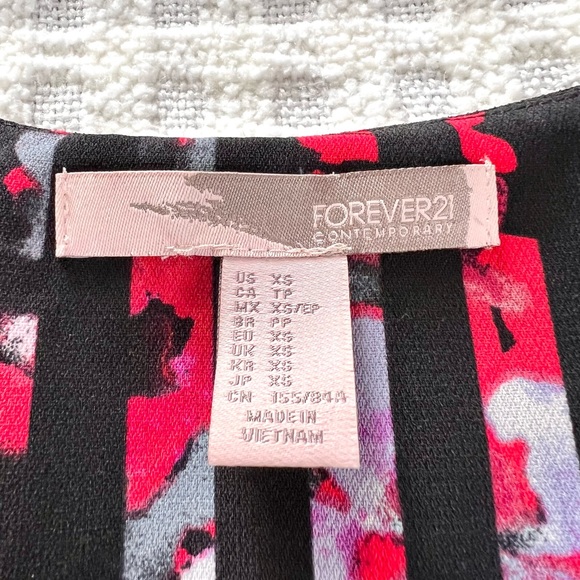 FOREVER21
CONTEMPORARY
US XS
CA TP
MX XS/EP
BR PP
EU XS
UK XS
KR XS
JP XS
CN 155/84A
MADE IN
VIETNAM